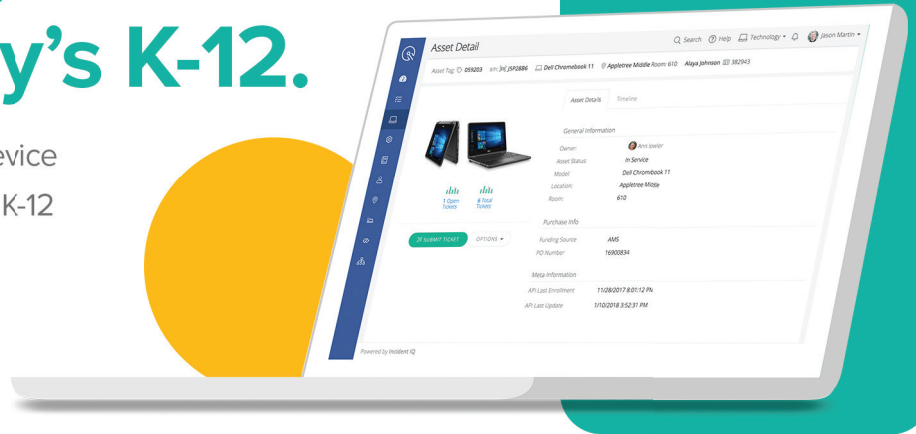 y's K-12.
evice
K-12
Asset Detail
Search Help Technology Jason Martin
Asset Tag: 059203 S/N: JSP2886 Dell Chromebook 11 Appletree Middle Room: 610 Alaya Johnson 382943
Asset Details Timeline
General Information
Owner: Ann lowler
Asset Status: In Service
Model: Dell Chromobook 11
Location: Appletree Middle
Room: 610
1 Open Tickets
6 Total Tickets
SUBMIT TICKET OPTIONS
Purchase Info
Funding Source AMS
PO Number 16900834
Meta Information
API Last Enrollment 11/28/2017 8:01:12 PM
API Last Update 1/10/2018 3:52:31 PM
Powered by Incident IQ